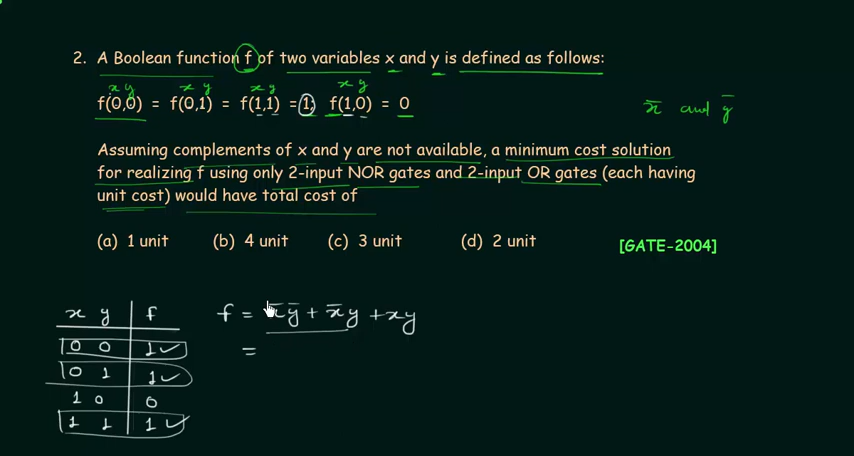 2. A Boolean function f of two variables x and y is defined as follows:
x y x y x y x y
f(0,0) = f(0,1) = f(1,1) = 1; f(1,0) = 0
x̄ and ȳ
Assuming complements of x and y are not available, a minimum cost solution
for realizing f using only 2-input NOR gates and 2-input OR gates (each having
unit cost) would have total cost of
(a) 1 unit (b) 4 unit (c) 3 unit (d) 2 unit [GATE-2004]
x y f f = x̄ȳ + x̄y + xy
0 0 1 =
0 1 1
1 0 0
1 1 1